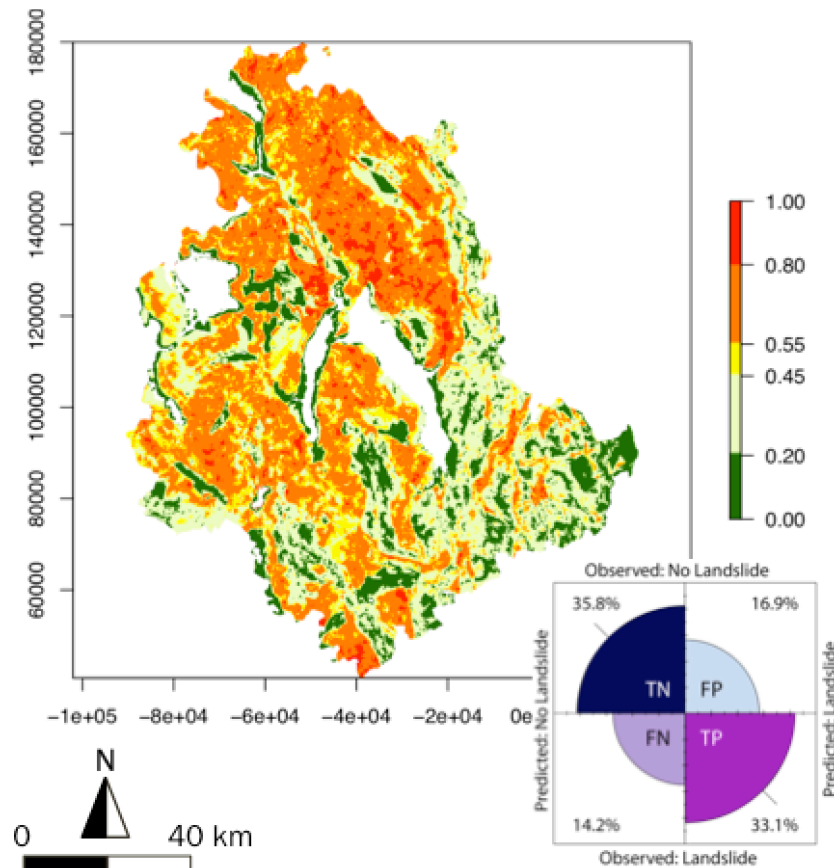 180000
160000
140000
120000
100000
80000
60000
−1e+05
−8e+04
−6e+04
−4e+04
−2e+04
1.00
0.80
0.55
0.45
0.20
0.00
Observed: No Landslide
35.8%
16.9%
TN
FP
FN
TP
Predicted: No Landslide
Predicted: Landslide
14.2%
33.1%
Observed: Landslide
N
0
40 km